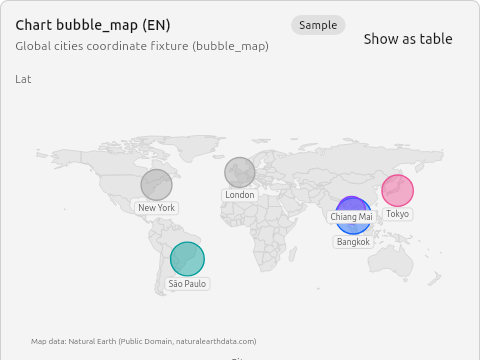 Chart bubble_map (EN)
Sample
Show as table
Global cities coordinate fixture (bubble_map)
Lat
London
New York
Chiang Mai
Tokyo
Bangkok
São Paulo
Map data: Natural Earth (Public Domain, naturalearthdata.com)